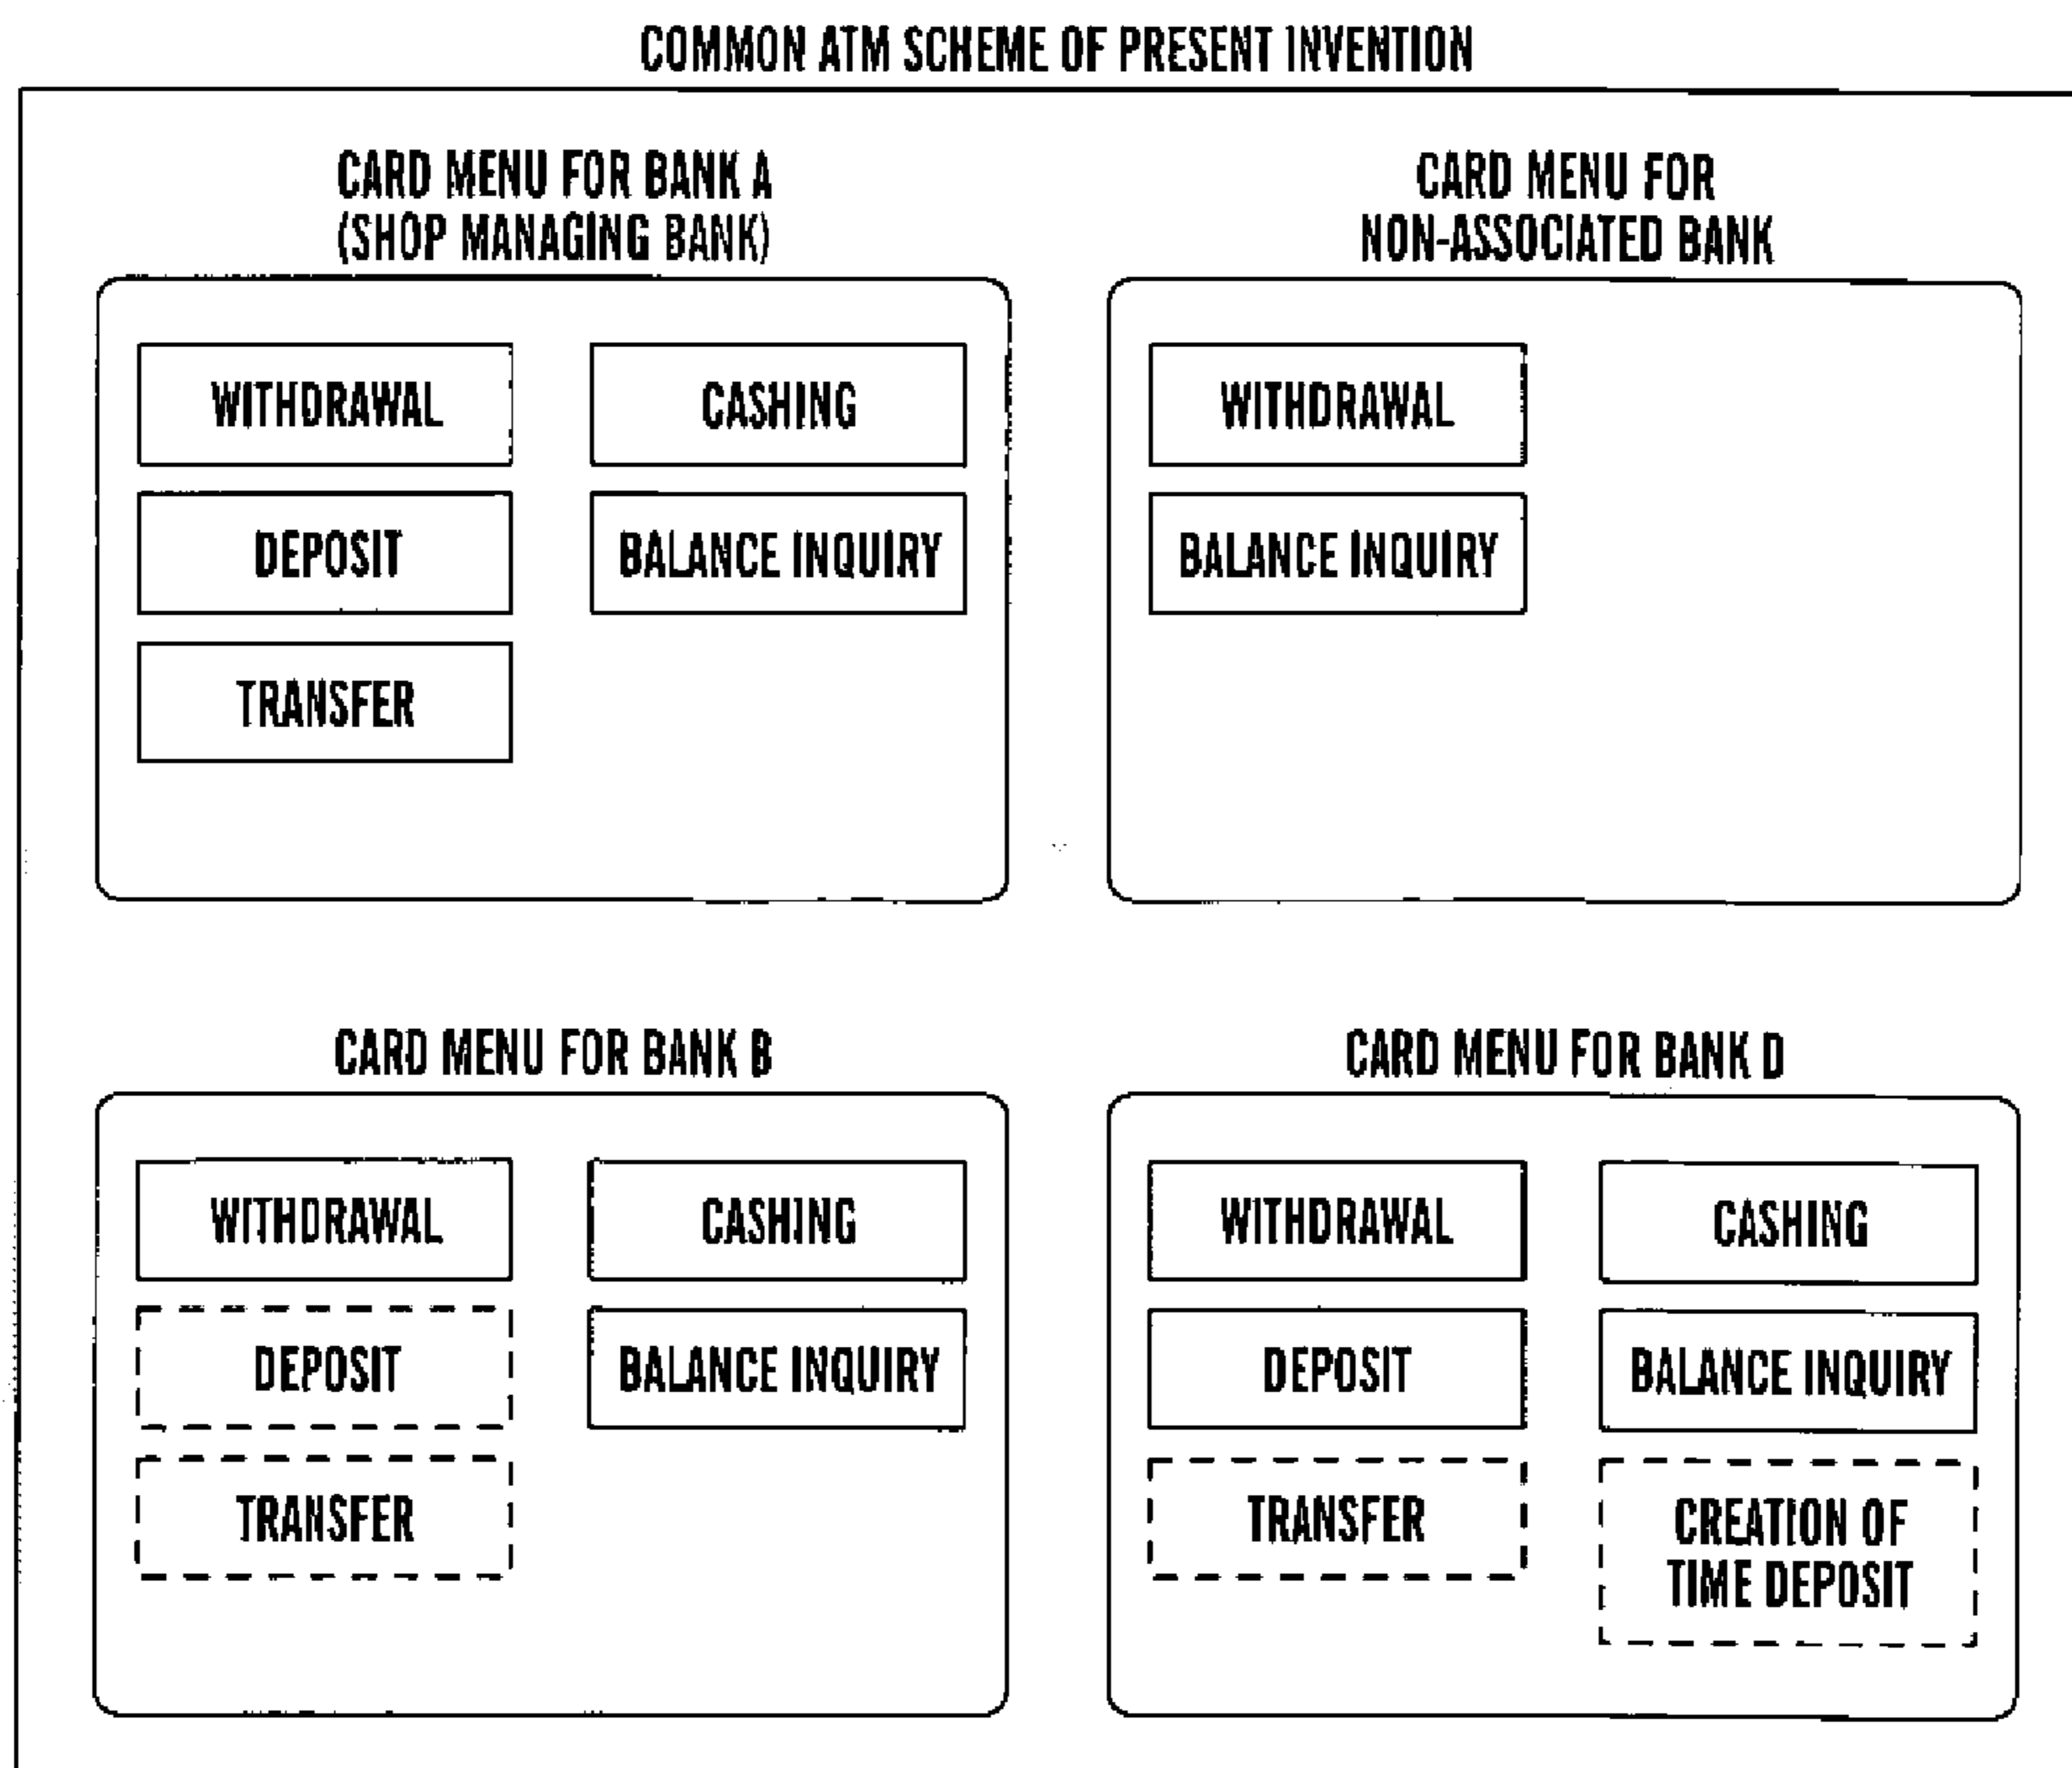 COMMON ATM SCHEME OF PRESENT INVENTION
CARD MENU FOR BANK A
(SHOP MANAGING BANK)
WITHDRAWAL
CASHING
DEPOSIT
BALANCE INQUIRY
TRANSFER
CARD MENU FOR
NON-ASSOCIATED BANK
WITHDRAWAL
BALANCE INQUIRY
CARD MENU FOR BANK B
WITHDRAWAL
CASHING
DEPOSIT
BALANCE INQUIRY
TRANSFER
CARD MENU FOR BANK D
WITHDRAWAL
CASHING
DEPOSIT
BALANCE INQUIRY
TRANSFER
CREATION OF
TIME DEPOSIT